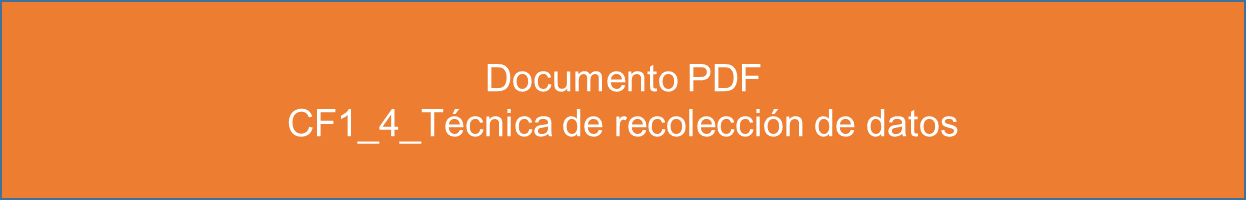 Documento PDF
CF1_4_Técnica de recolección de datos